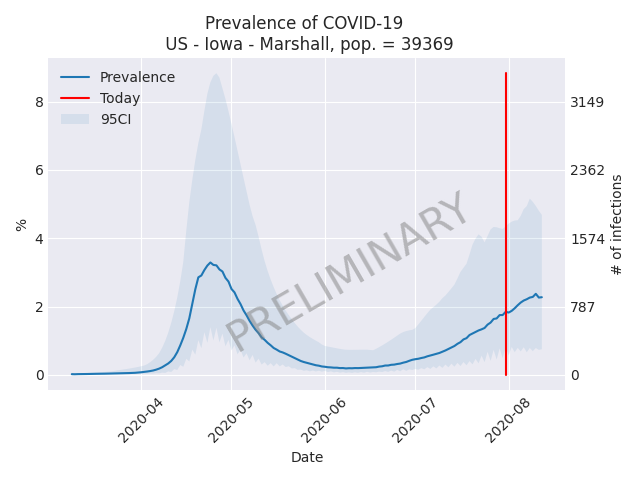 Prevalence of COVID-19
US - Iowa - Marshall, pop. = 39369
Prevalence
Today
95CI
8
6
4
2
0
%
3149
2362
1574
787
0
# of infections
PRELIMINARY
2020-04
2020-05
2020-06
2020-07
2020-08
Date